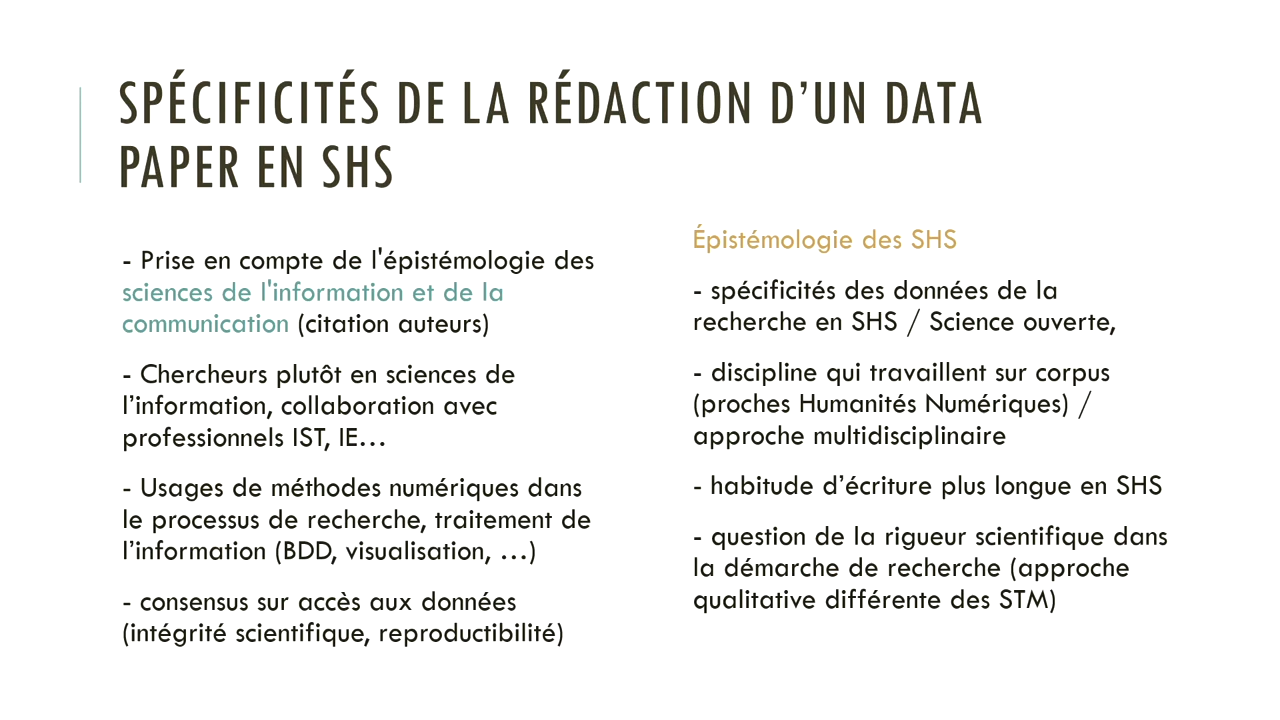 SPÉCIFICITÉS DE LA RÉDACTION D’UN DATA
PAPER EN SHS
- Prise en compte de l'épistémologie des
sciences de l'information et de la
communication (citation auteurs)
- Chercheurs plutôt en sciences de
l’information, collaboration avec
professionnels IST, IE…
- Usages de méthodes numériques dans
le processus de recherche, traitement de
l’information (BDD, visualisation, …)
- consensus sur accès aux données
(intégrité scientifique, reproductibilité)
Épistémologie des SHS
- spécificités des données de la
recherche en SHS / Science ouverte,
- discipline qui travaillent sur corpus
(proches Humanités Numériques) /
approche multidisciplinaire
- habitude d’écriture plus longue en SHS
- question de la rigueur scientifique dans
la démarche de recherche (approche
qualitative différente des STM)